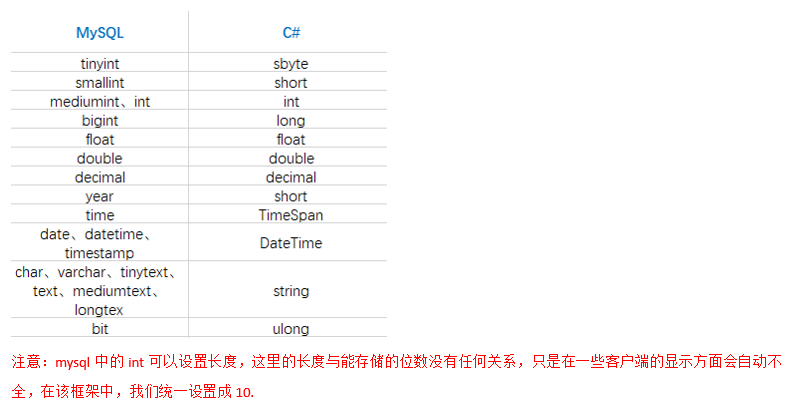 MySQL C#
tinyint sbyte
smallint short
mediumint、int int
bigint long
float float
double double
decimal decimal
year short
time TimeSpan
date、datetime、
timestamp DateTime
char、varchar、tinytext、
text、mediumtext、 string
longtex
bit ulong
注意：mysql 中的 int 可以设置长度，这里的长度与能存储的位数没有任何关系，只是在一些客户端的显示方面会自动不
全，在该框架中，我们统一设置成 10.